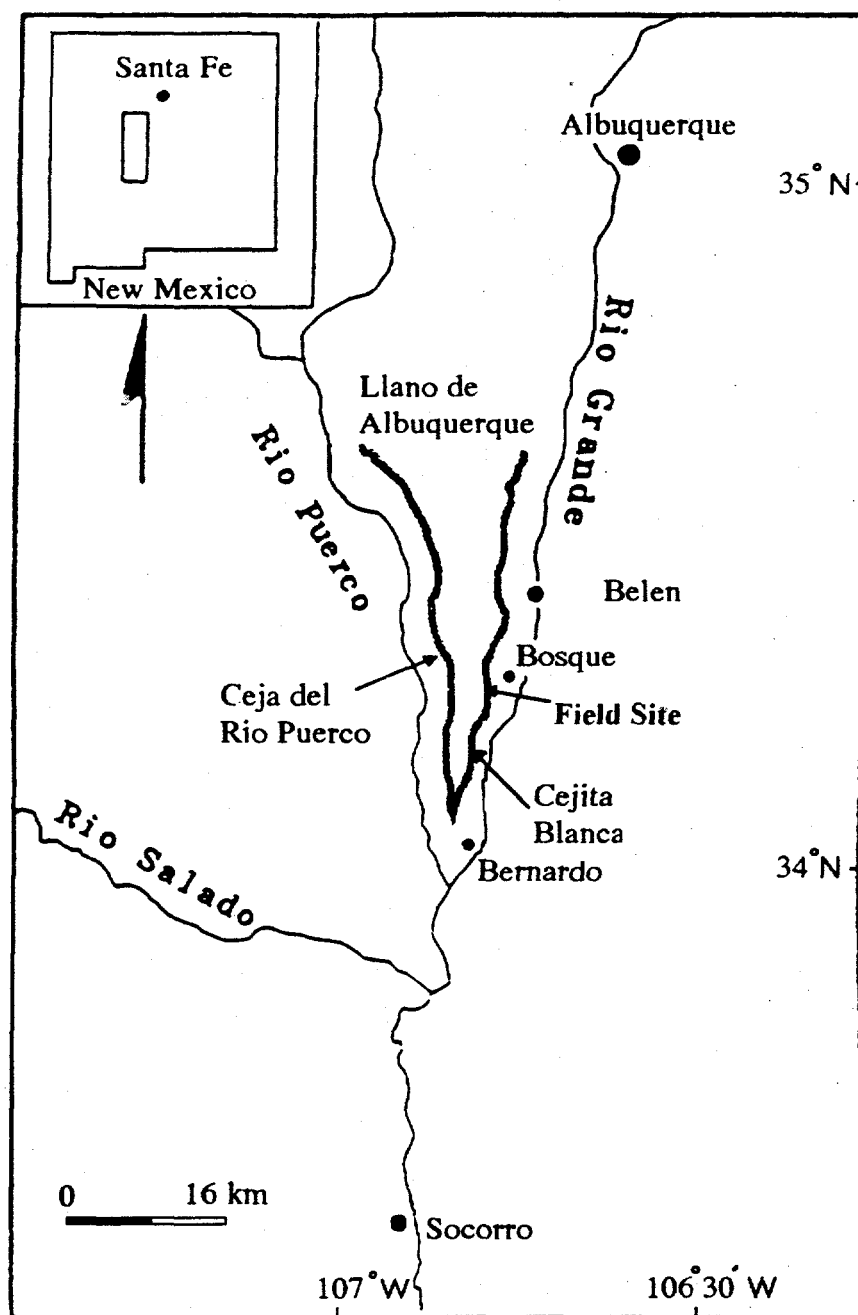 Santa Fe
New Mexico
Albuquerque
35° N
Rio Grande
Llano de
Albuquerque
Rio Puerco
Belen
Bosque
Ceja del
Rio Puerco
Field Site
Cejita
Blanca
Rio Salado
Bernardo
34° N
0 16 km
Socorro
107° W
106° 30' W